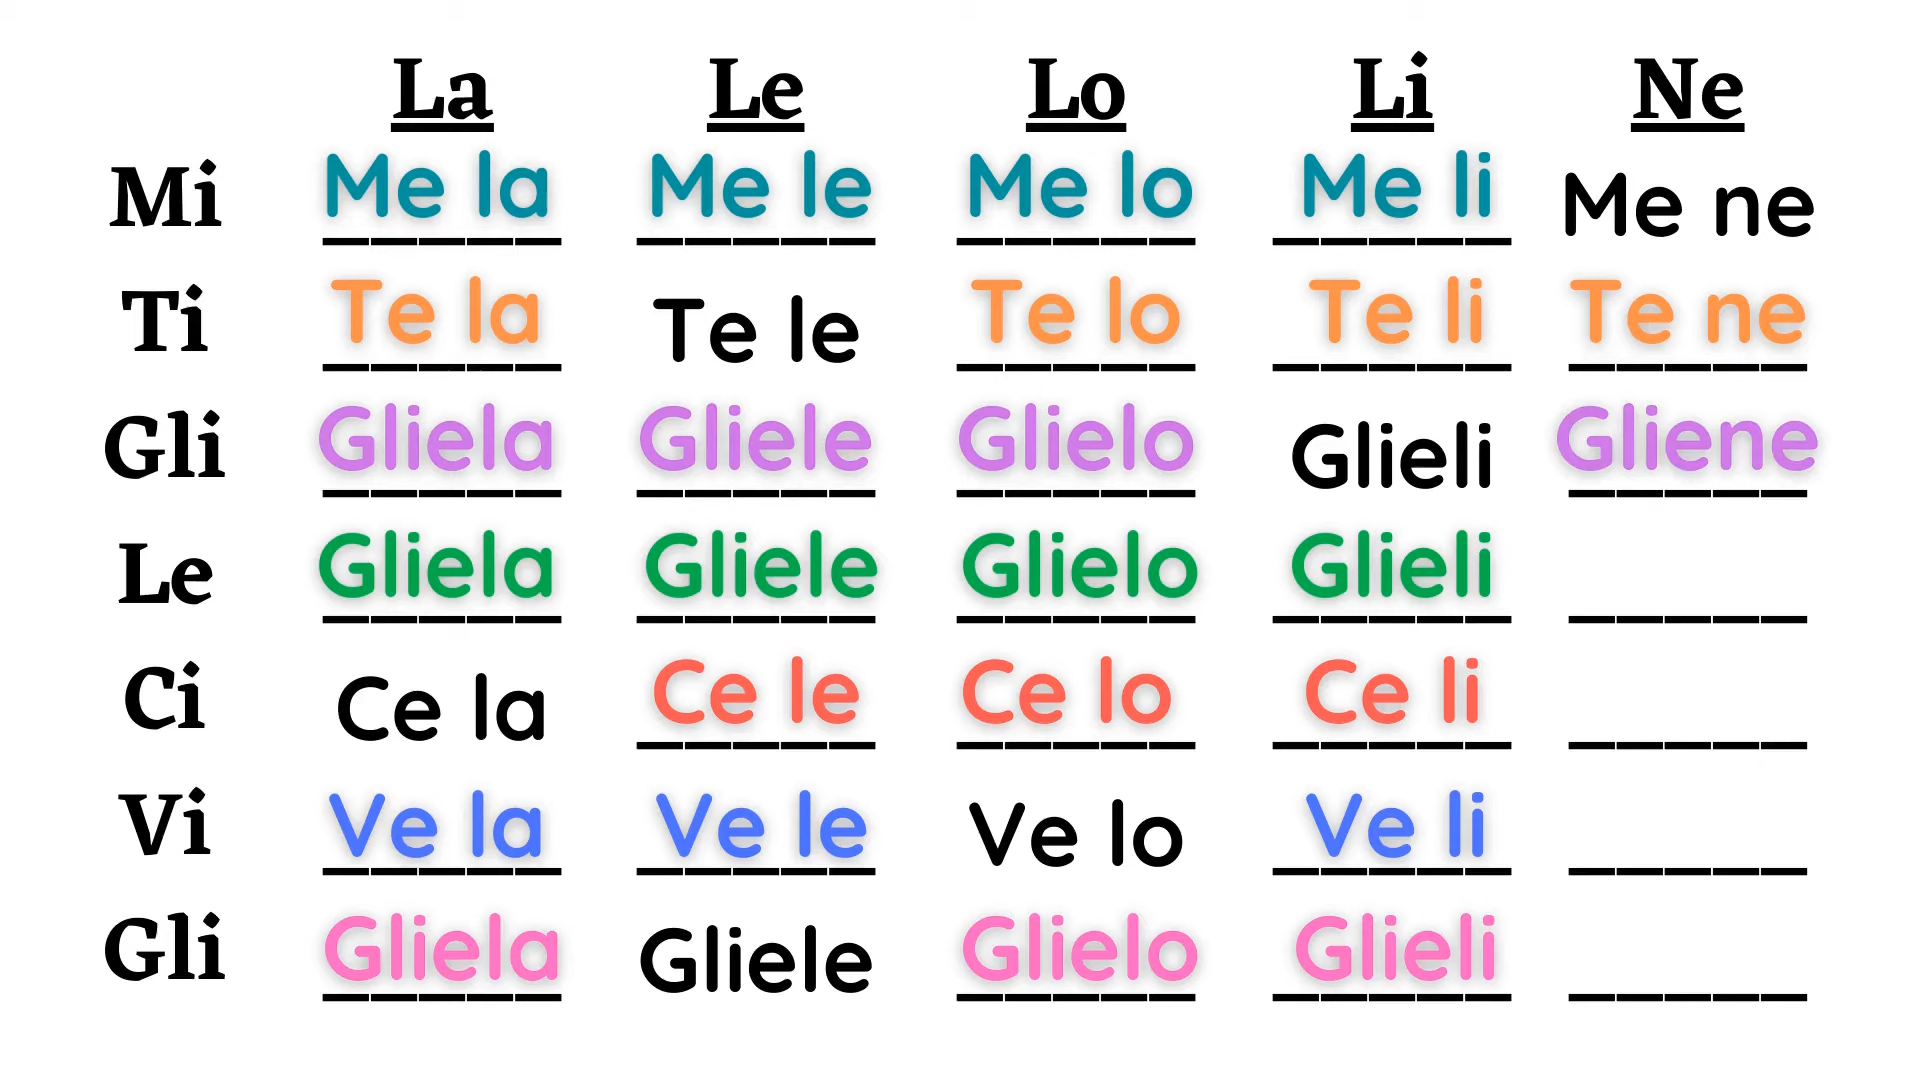 La Le Lo Li Ne
Mi Me la Me le Me lo Me li Me ne
Ti Te la Te le Te lo Te li Te ne
Gli Gliela Gliele Glielo Glieli Gliene
Le Gliela Gliele Glielo Glieli
Ci Ce la Ce le Ce lo Ce li
Vi Ve la Ve le Ve lo Ve li
Gli Gliela Gliele Glielo Glieli